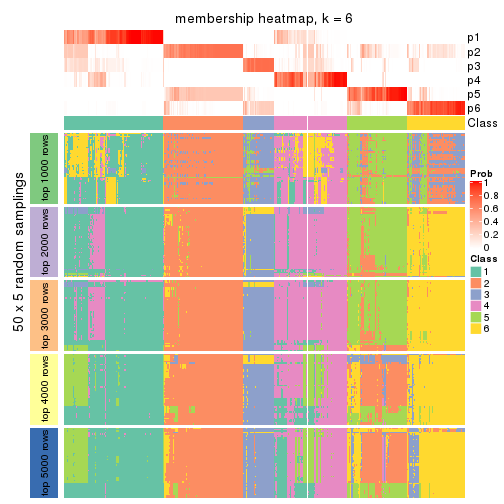 membership heatmap, k = 6
p1
p2
p3
p4
p5
p6
Class
50 x 5 random samplings
top 1000 rows
top 2000 rows
top 3000 rows
top 4000 rows
top 5000 rows
Prob
1
0.8
0.6
0.4
0.2
0
Class
1
2
3
4
5
6